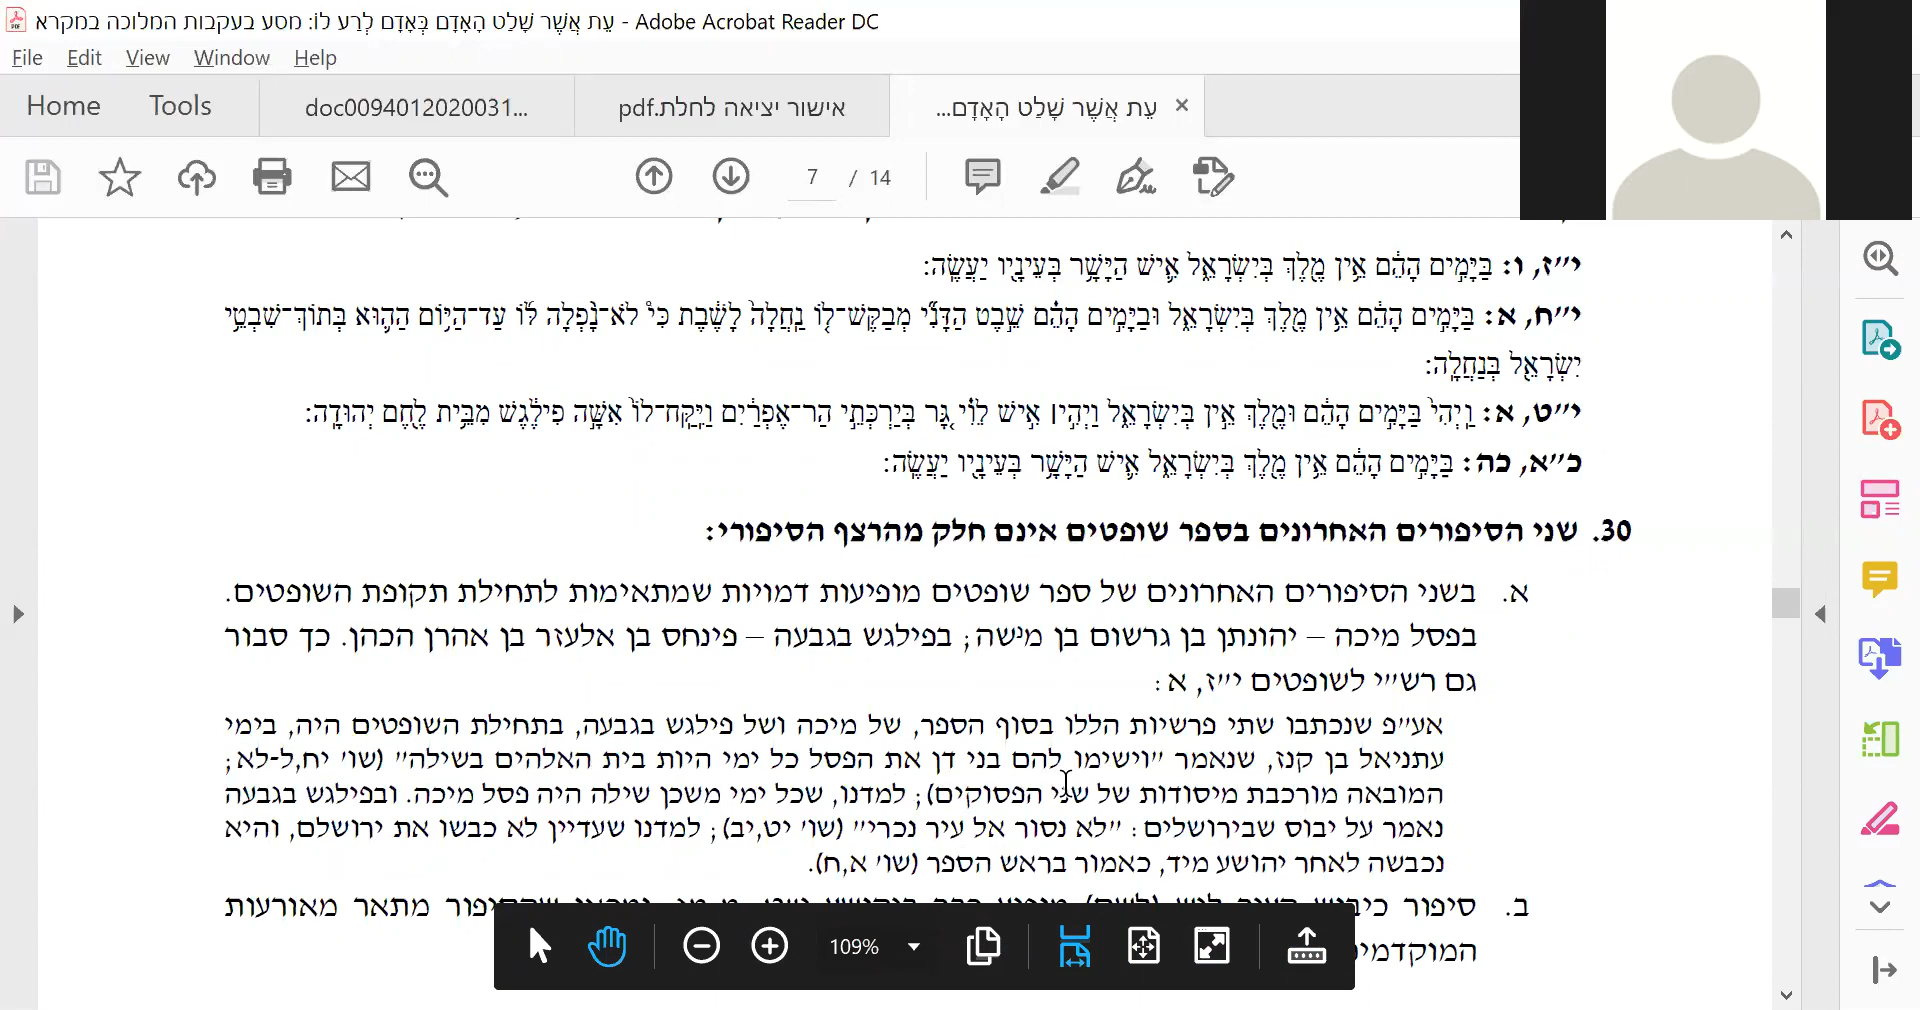 עֵת אֲשֶׁר שָׁלַט הָאָדָם בְּאָדָם לְרַע לוֹ: מסע בעקבות המלוכה במקרא - Adobe Acrobat Reader DC
File Edit View Window Help
Home Tools doc0094012020031... אישור יציאה לחלת.pdf עֵת אֲשֶׁר שָׁלַט הָאָדָם...
7 / 14
י״ז, ו: בַּיָּמִ֣ים הָהֵ֔ם אֵ֥ין מֶ֖לֶךְ בְּיִשְׂרָאֵ֑ל אִ֛ישׁ הַיָּשָׁ֥ר בְּעֵינָ֖יו יַעֲשֶֽׂה:
י״ח, א: בַּיָּמִ֣ים הָהֵ֔ם אֵ֥ין מֶ֖לֶךְ בְּיִשְׂרָאֵ֑ל וּבַיָּמִ֣ים הָהֵ֗ם שֵׁ֣בֶט הַדָּנִ֞י מְבַקֶּשׁ־ל֤וֹ נַֽחֲלָה֙ לָשֶׁ֔בֶת כִּי֩ לֹא־נָ֨פְלָה לּ֜וֹ עַד־הַיּ֥וֹם הַה֛וּא בְּתוֹךְ־שִׁבְטֵ֥י
יִשְׂרָאֵ֖ל בְּנַחֲלָֽה:
י״ט, א: וַֽיְהִי֙ בַּיָּמִ֣ים הָהֵ֔ם וּמֶ֖לֶךְ אֵ֣ין בְּיִשְׂרָאֵ֑ל וַיְהִ֣י׀ אִ֣ישׁ לֵוִ֗י גָּ֚ר בְּיַרְכְּתֵ֣י הַר־אֶפְרַ֔יִם וַיִּֽקַּֽח־לוֹ֙ אִשָּׁ֣ה פִילֶ֔גֶשׁ מִבֵּ֥ית לֶ֖חֶם יְהוּדָֽה:
כ״א, כה: בַּיָּמִ֣ים הָהֵ֔ם אֵ֥ין מֶ֖לֶךְ בְּיִשְׂרָאֵ֑ל אִ֛ישׁ הַיָּשָׁ֥ר בְּעֵינָ֖יו יַעֲשֶֽׂה:
30. שני הסיפורים האחרונים בספר שופטים אינם חלק מהרצף הסיפורי:
א. בשני הסיפורים האחרונים של ספר שופטים מופיעות דמויות שמתאימות לתחילת תקופת השופטים.
בפסל מיכה – יהונתן בן גרשום בן מנשה; בפילגש בגבעה – פינחס בן אלעזר בן אהרן הכהן. כך סבור
גם רש״י לשופטים י״ז, א:
אע״פ שנכתבו שתי פרשיות הללו בסוף הספר, של מיכה ושל פילגש בגבעה, בתחילת השופטים היה, בימי
עתניאל בן קנז, שנאמר ״וישימו להם בני דן את הפסל כל ימי היות בית האלהים בשילה״ (שו׳ יח,ל-לא;
המובאה מורכבת מיסודות של שני הפסוקים); למדנו, שכל ימי משכן שילה היה פסל מיכה. ובפילגש בגבעה
נאמר על יבוס שבירושלים: ״לא נסור אל עיר נכרי״ (שו׳ יט,יב); למדנו שעדיין לא כבשו את ירושלם, והיא
נכבשה לאחר יהושע מיד, כאמור בראש הספר (שו׳ א,ח).
ב. סיפור מתאר מאורעות
109%